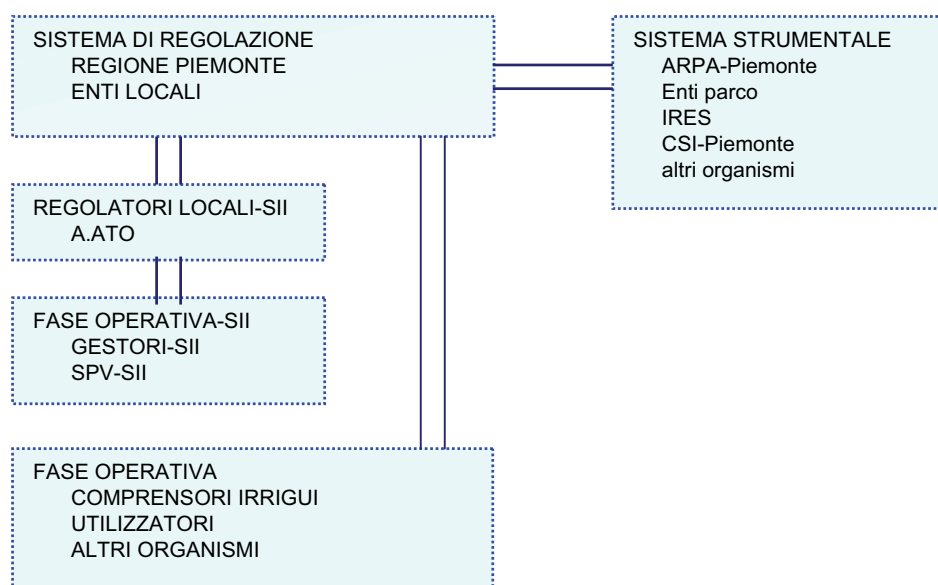 SISTEMA DI REGOLAZIONE
REGIONE PIEMONTE
ENTI LOCALI
SISTEMA STRUMENTALE
ARPA-Piemonte
Enti parco
IRES
CSI-Piemonte
altri organismi
REGOLATORI LOCALI-SII
A.ATO
FASE OPERATIVA-SII
GESTORI-SII
SPV-SII
FASE OPERATIVA
COMPRENSORI IRRIGUI
UTILIZZATORI
ALTRI ORGANISMI